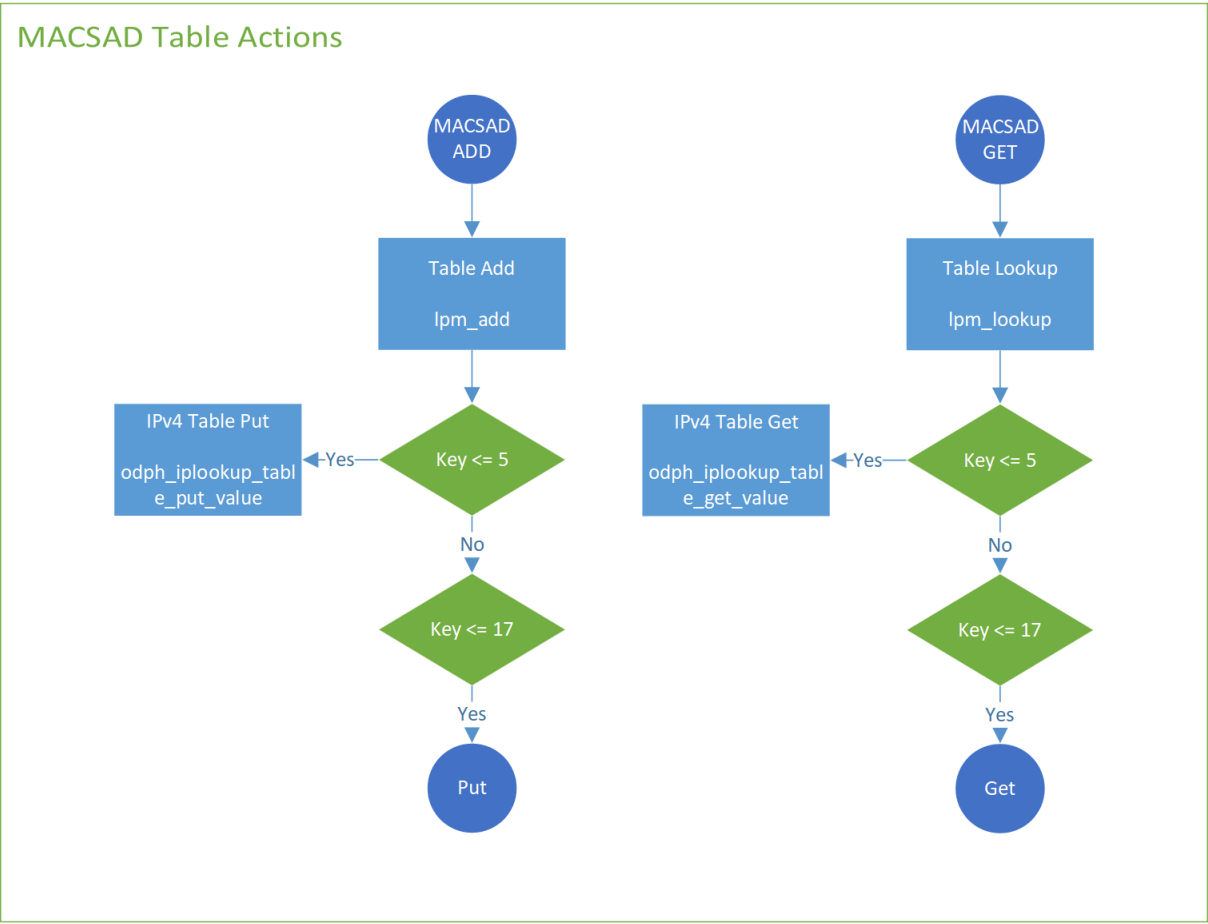 MACSAD Table Actions
MACSAD
ADD
Table Add
lpm_add
Key <= 5
Yes
IPv4 Table Put
odph_iplookup_tabl
e_put_value
No
Key <= 17
Yes
Put
MACSAD
GET
Table Lookup
lpm_lookup
Key <= 5
Yes
IPv4 Table Get
odph_iplookup_tabl
e_get_value
No
Key <= 17
Yes
Get